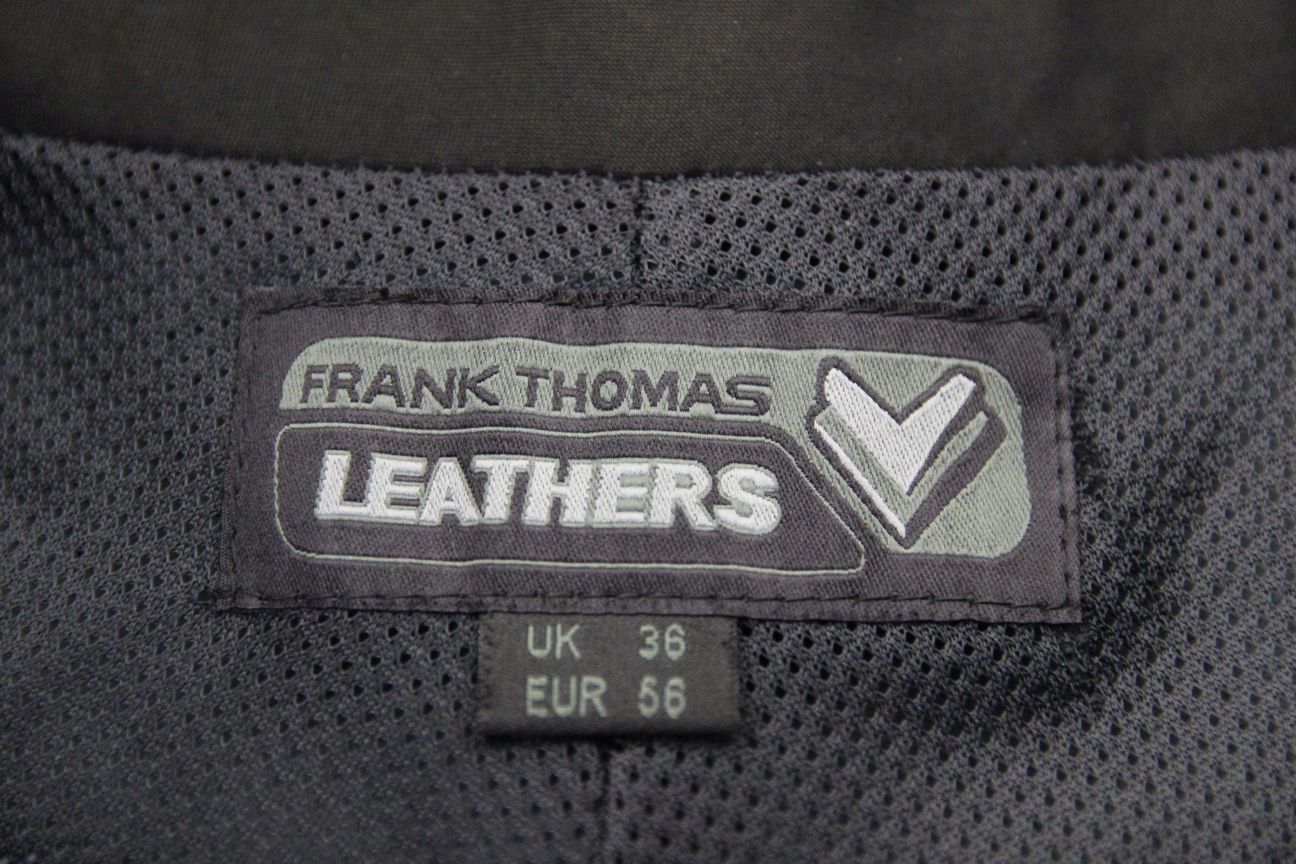 FRANK THOMAS
LEATHERS
UK 36
EUR 56